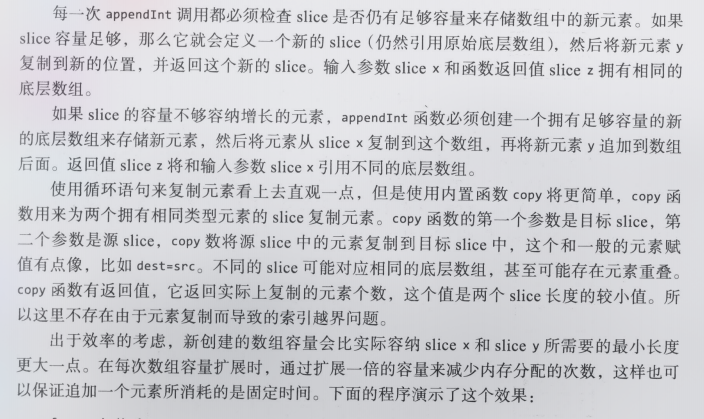 每一次 appendInt 调用都必须检查 slice 是否仍有足够容量来存储数组中的新元素。如果
slice 容量足够，那么它就会定义一个新的 slice（仍然引用原始底层数组），然后将新元素 y
复制到新的位置，并返回这个新的 slice。输入参数 slice x 和函数返回值 slice z 拥有相同的
底层数组。
如果 slice 的容量不够容纳增长的元素，appendInt 函数必须创建一个拥有足够容量的新
的底层数组来存储新元素，然后将元素从 slice x 复制到这个数组，再将新元素 y 追加到数组
后面。返回值 slice z 将和输入参数 slice x 引用不同的底层数组。
使用循环语句来复制元素看上去直观一点，但是使用内置函数 copy 将更简单，copy 函
数用来为两个拥有相同类型元素的 slice 复制元素。copy 函数的第一个参数是目标 slice，第
二个参数是源 slice，copy 数将源 slice 中的元素复制到目标 slice 中，这个和一般的元素赋
值有点像，比如 dest=src。不同的 slice 可能对应相同的底层数组，甚至可能存在元素重叠。
copy 函数有返回值，它返回实际上复制的元素个数，这个值是两个 slice 长度的较小值。所
以这里不存在由于元素复制而导致的索引越界问题。
出于效率的考虑，新创建的数组容量会比实际容纳 slice x 和 slice y 所需要的最小长度
更大一点。在每次数组容量扩展时，通过扩展一倍的容量来减少内存分配的次数，这样也可
以保证追加一个元素所消耗的是固定时间。下面的程序演示了这个效果：